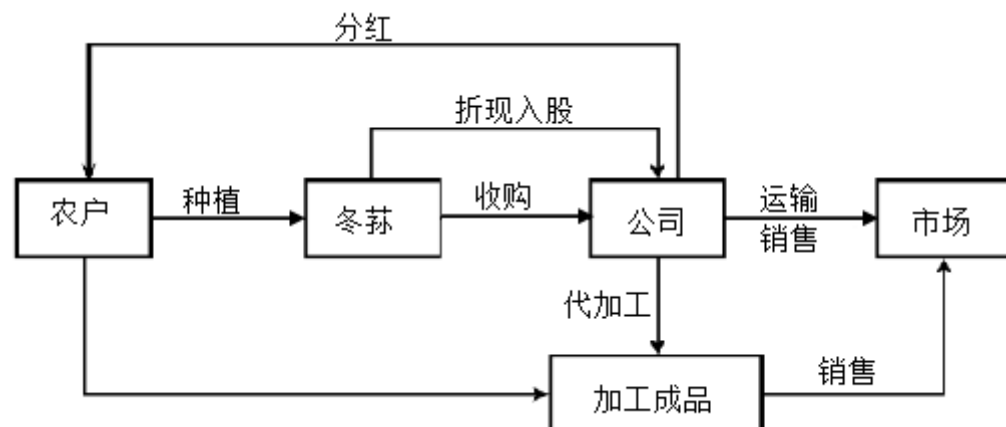 分红
折现入股
农户
种植
冬荪
收购
公司
运输
销售
市场
代加工
加工成品
销售